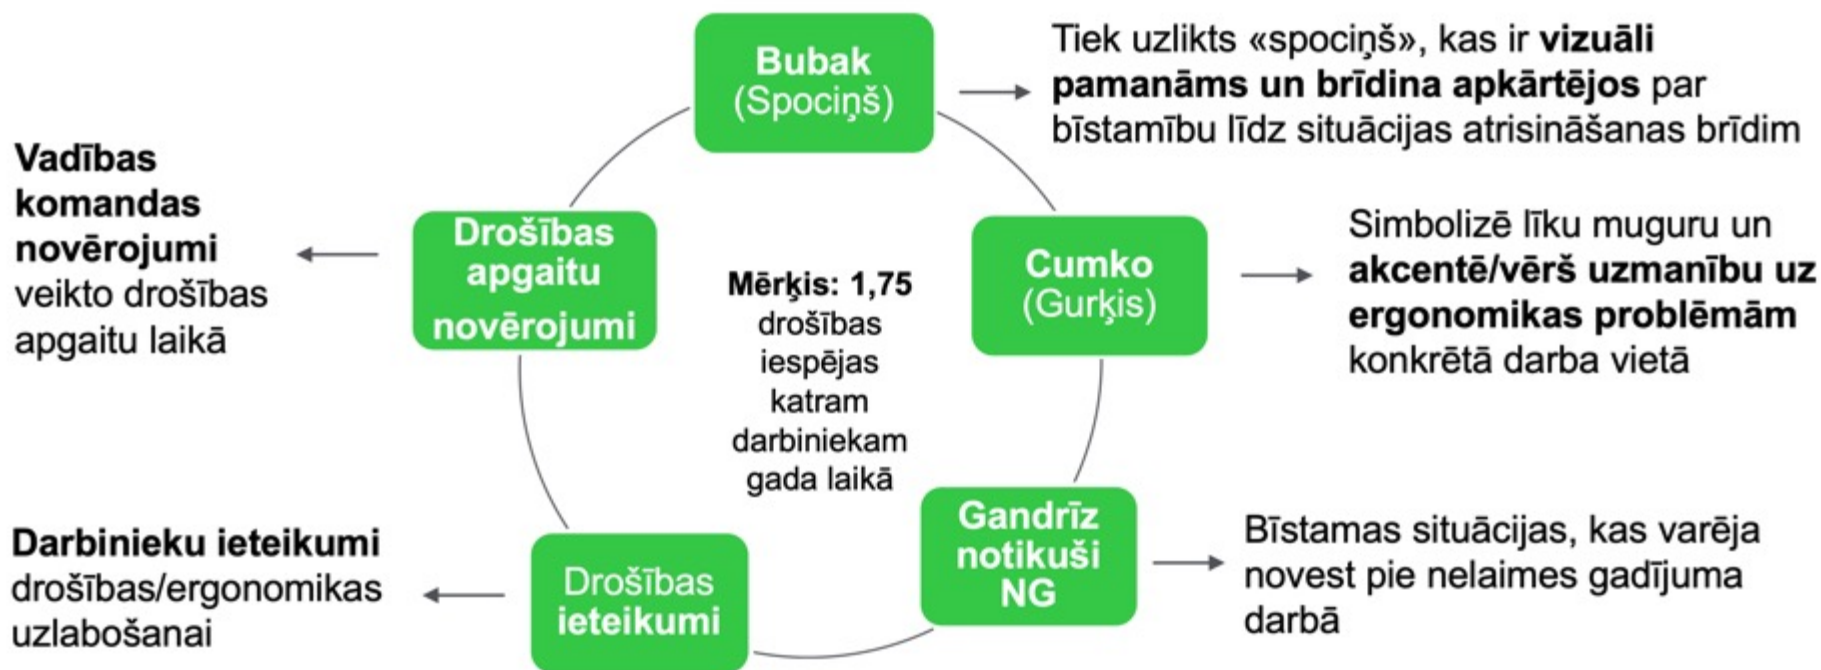 Bubak
(Spociņš)
Tiek uzlikts «spociņš», kas ir vizuāli
pamanāms un brīdina apkārtējos par
bīstamību līdz situācijas atrisināšanas brīdim
Cumko
(Gurķis)
Simbolizē līku muguru un
akcentē/vērš uzmanību uz
ergonomikas problēmām
konkrētā darba vietā
Gandrīz
notikuši
NG
Bīstamas situācijas, kas varēja
novest pie nelaimes gadījuma
darbā
Drošības
ieteikumi
Darbinieku ieteikumi
drošības/ergonomikas
uzlabošanai
Drošības
apgaitu
novērojumi
Vadības
komandas
novērojumi
veikto drošības
apgaitu laikā
Mērķis: 1,75
drošības
iespējas
katram
darbiniekam
gada laikā